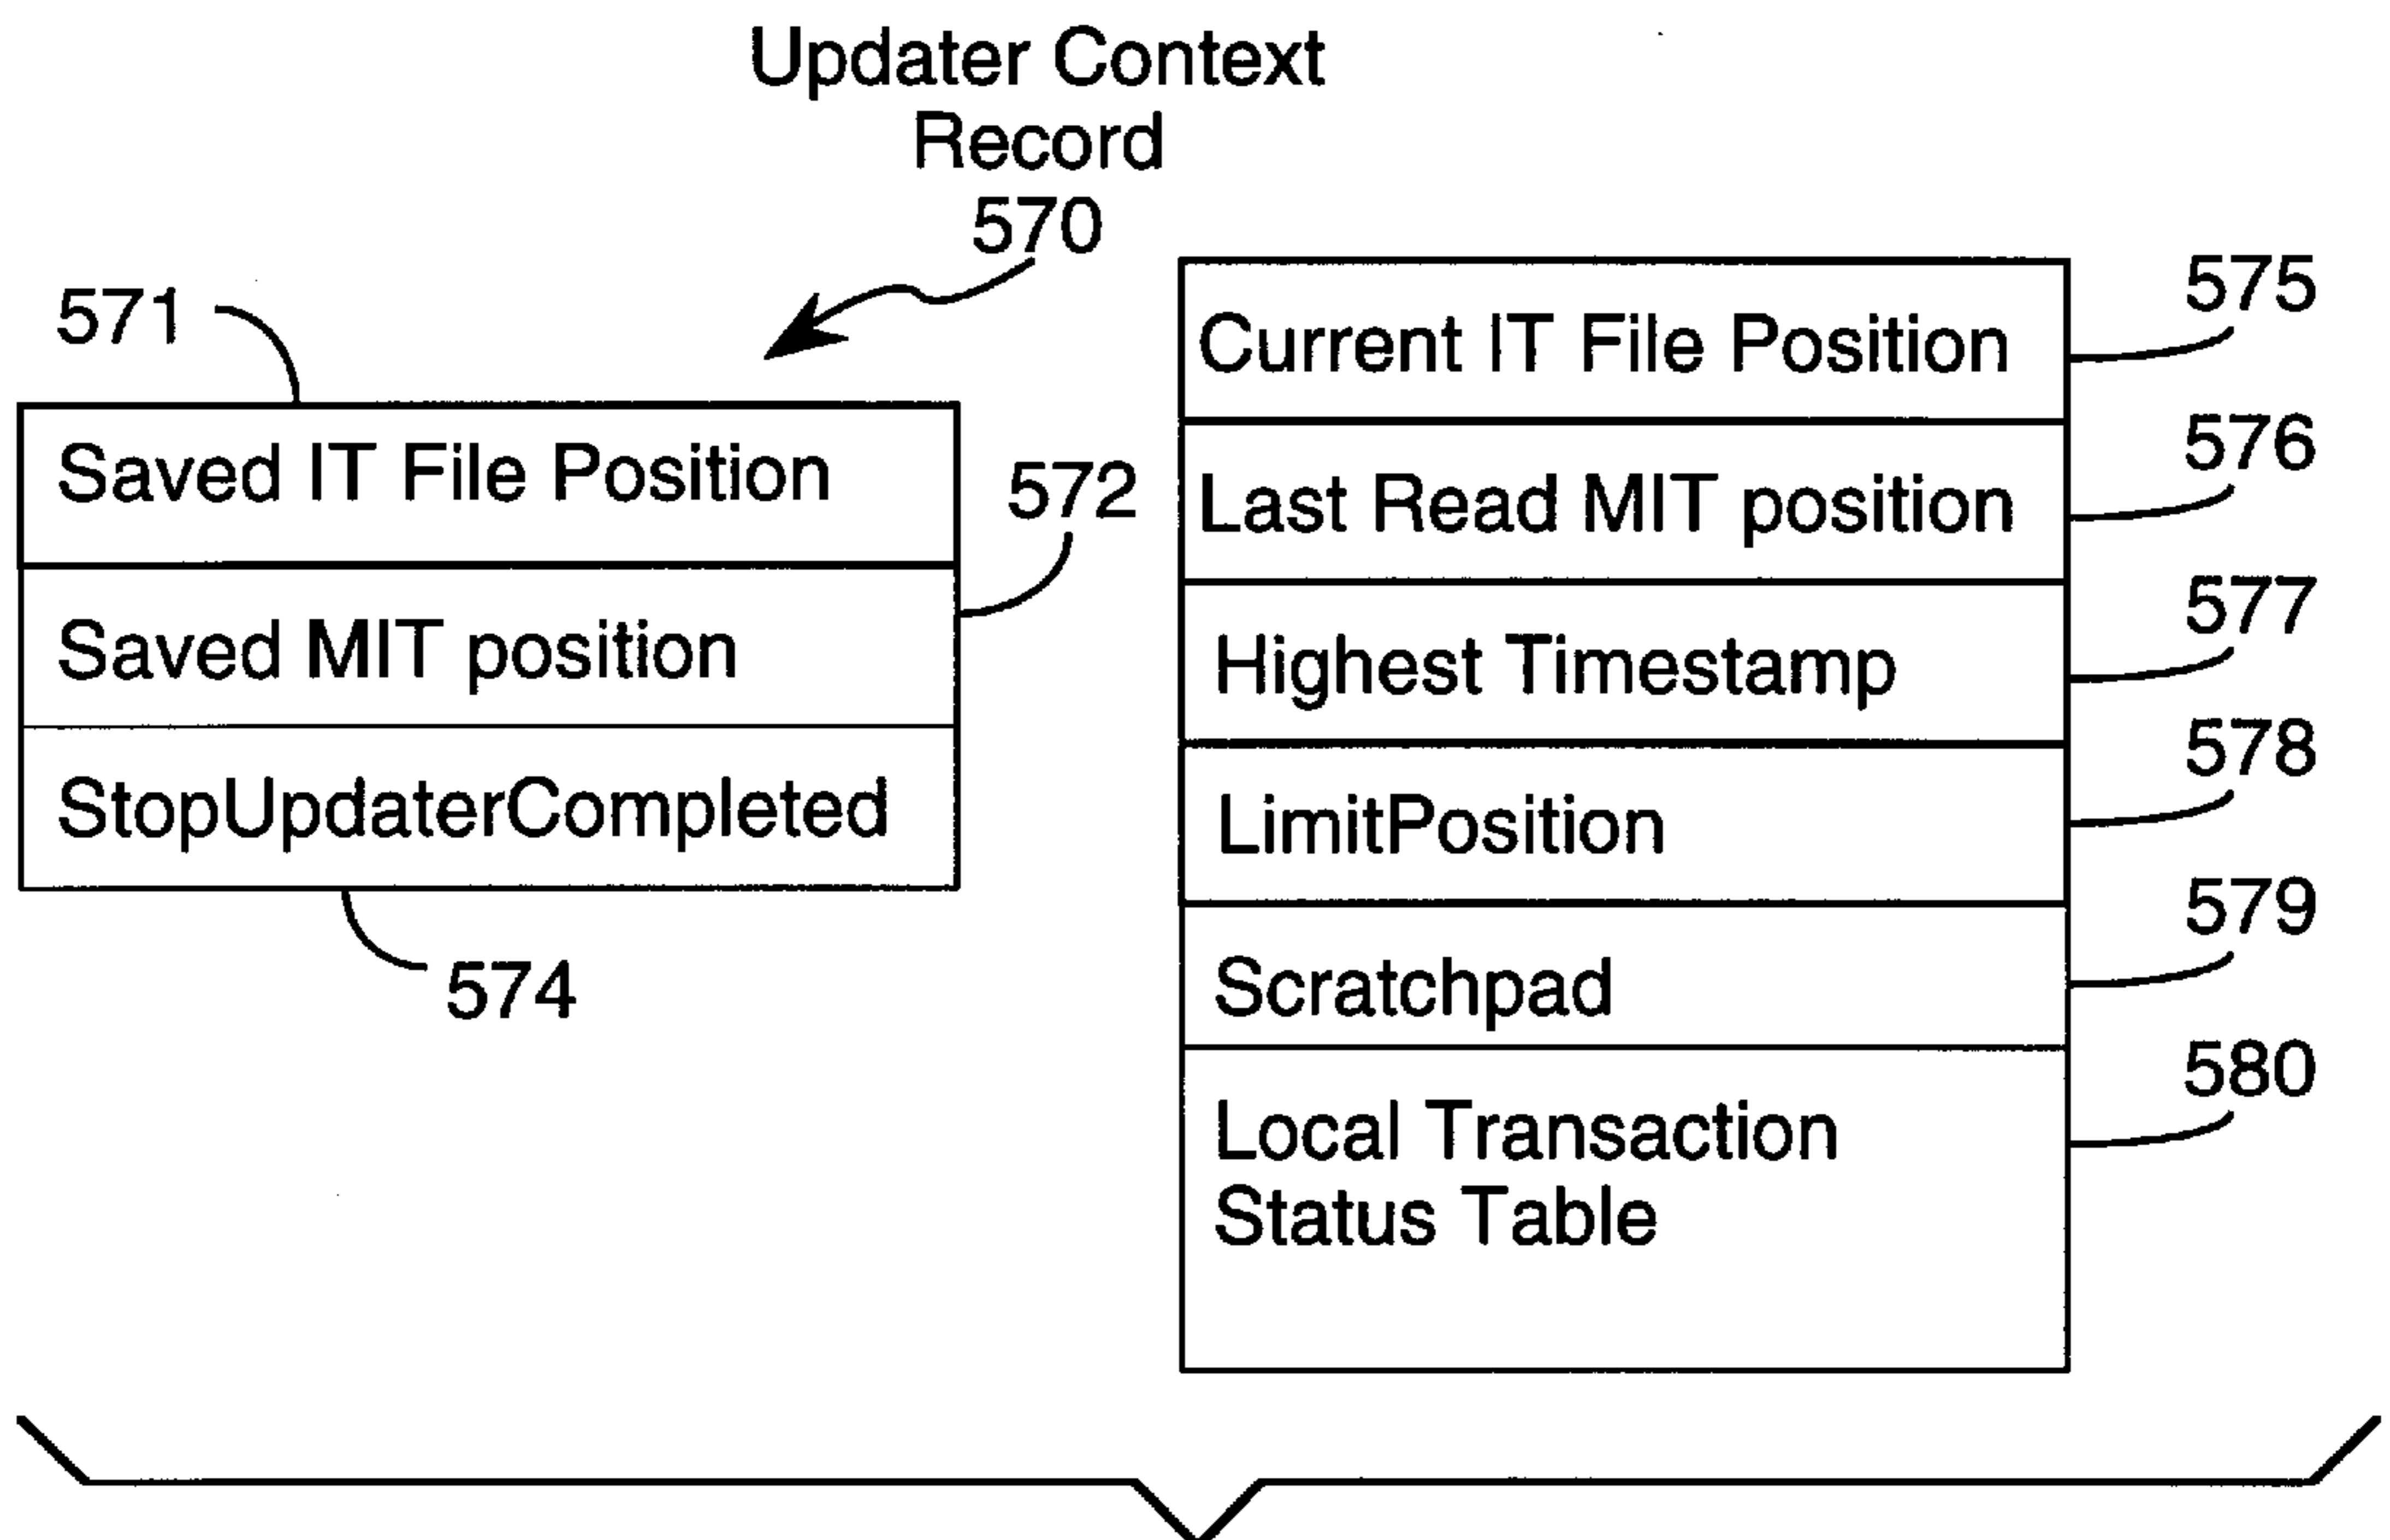 Updater Context
Record
570
571
Saved IT File Position
572
Saved MIT position
StopUpdaterCompleted
574
575
Current IT File Position
576
Last Read MIT position
577
Highest Timestamp
578
LimitPosition
579
Scratchpad
580
Local Transaction
Status Table